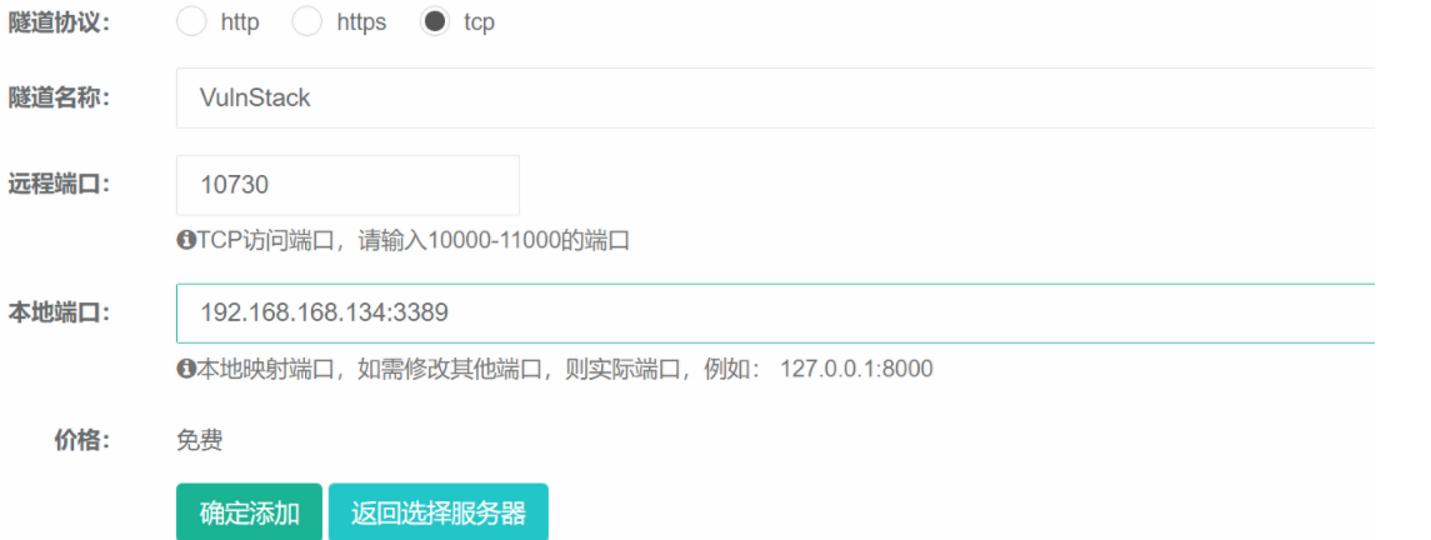 隧道协议： http https tcp
隧道名称： VulnStack
远程端口： 10730
TCP访问端口，请输入10000-11000的端口
本地端口： 192.168.168.134:3389
本地映射端口，如需修改其他端口，则实际端口，例如： 127.0.0.1:8000
价格： 免费
确定添加 返回选择服务器